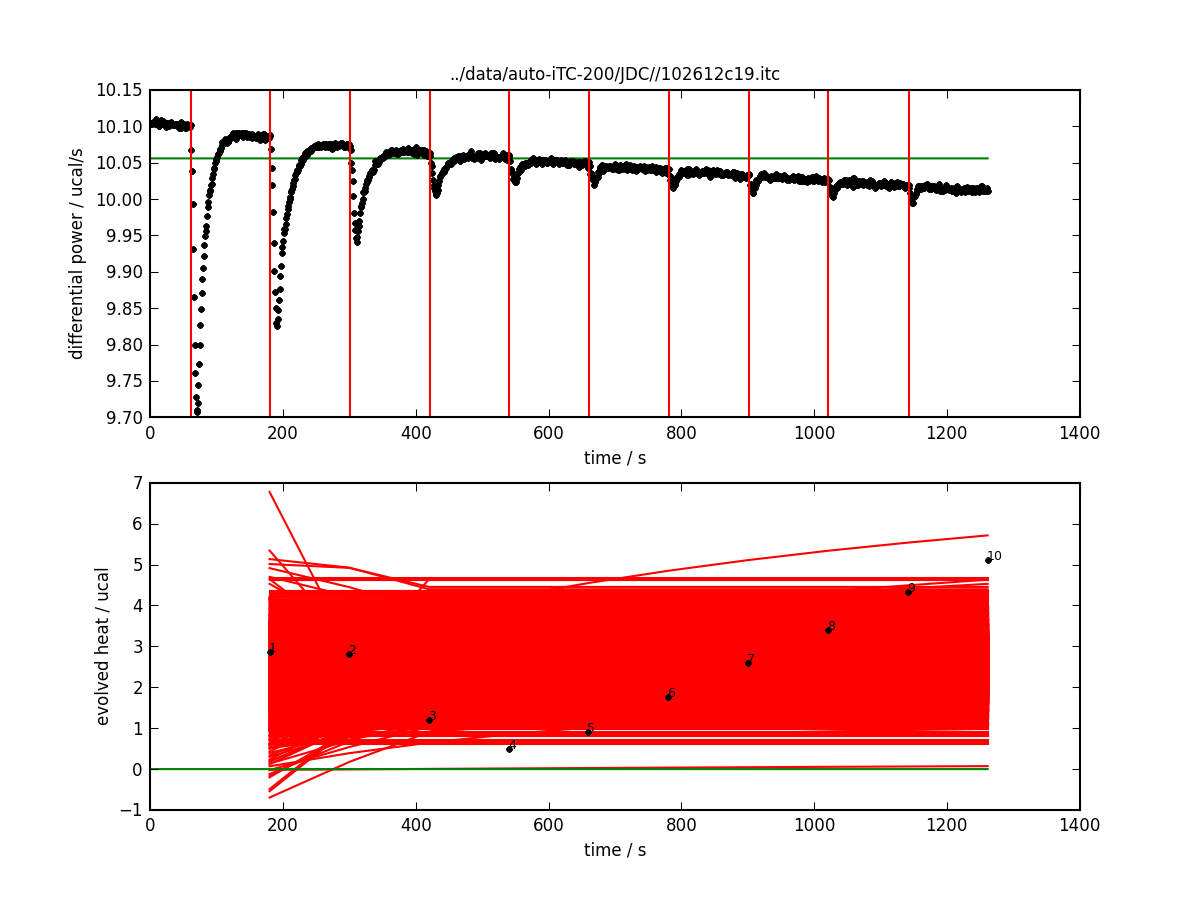 ../data/auto-iTC-200/JDC//102612c19.itc
10.15
10.10
10.05
10.00
9.95
9.90
9.85
9.80
9.75
9.70
differential power / ucal/s
0 200 400 600 800 1000 1200 1400
time / s
7
6
5
4
3
2
1
0
−1
evolved heat / ucal
1 2 3 4 5 6 7 8 9 10
0 200 400 600 800 1000 1200 1400
time / s